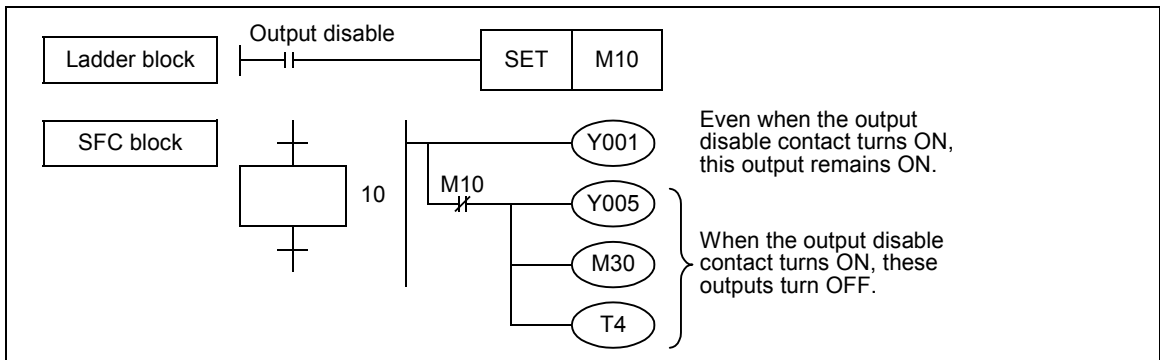 Output disable
Ladder block
SET M10
SFC block
Y001
Even when the output
disable contact turns ON,
this output remains ON.
10
M10
Y005
M30
When the output disable
contact turns ON, these
outputs turn OFF.
T4